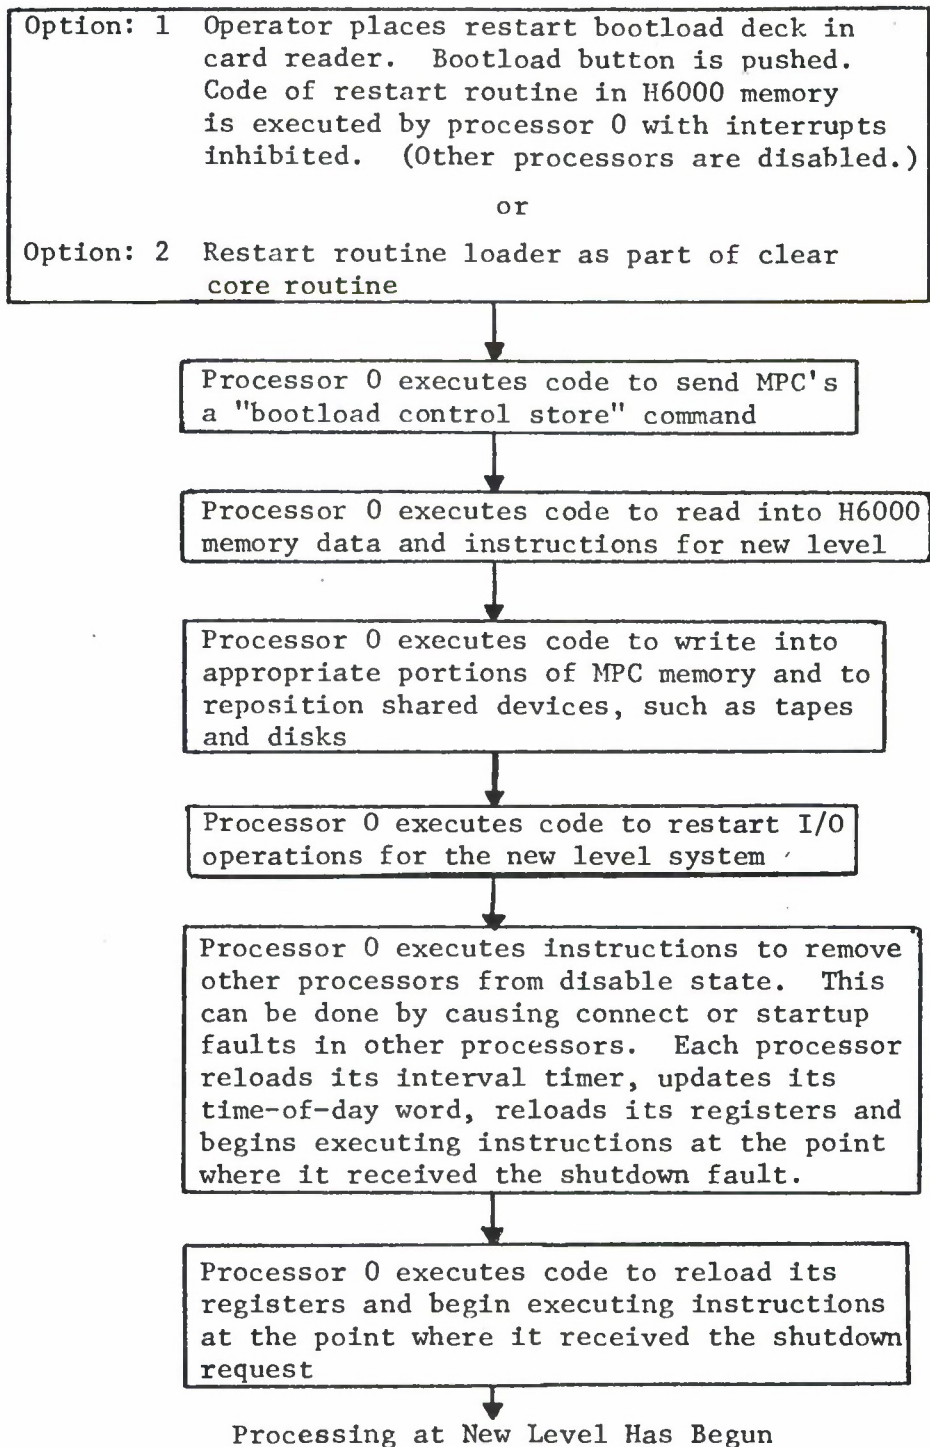 Option: 1 Operator places restart bootload deck in
card reader. Bootload button is pushed.
Code of restart routine in H6000 memory
is executed by processor 0 with interrupts
inhibited. (Other processors are disabled.)
or
Option: 2 Restart routine loader as part of clear
core routine
Processor 0 executes code to send MPC's
a "bootload control store" command
Processor 0 executes code to read into H6000
memory data and instructions for new level
Processor 0 executes code to write into
appropriate portions of MPC memory and to
reposition shared devices, such as tapes
and disks
Processor 0 executes code to restart I/O
operations for the new level system
Processor 0 executes instructions to remove
other processors from disable state. This
can be done by causing connect or startup
faults in other processors. Each processor
reloads its interval timer, updates its
time-of-day word, reloads its registers and
begins executing instructions at the point
where it received the shutdown fault.
Processor 0 executes code to reload its
registers and begin executing instructions
at the point where it received the shutdown
request
Processing at New Level Has Begun